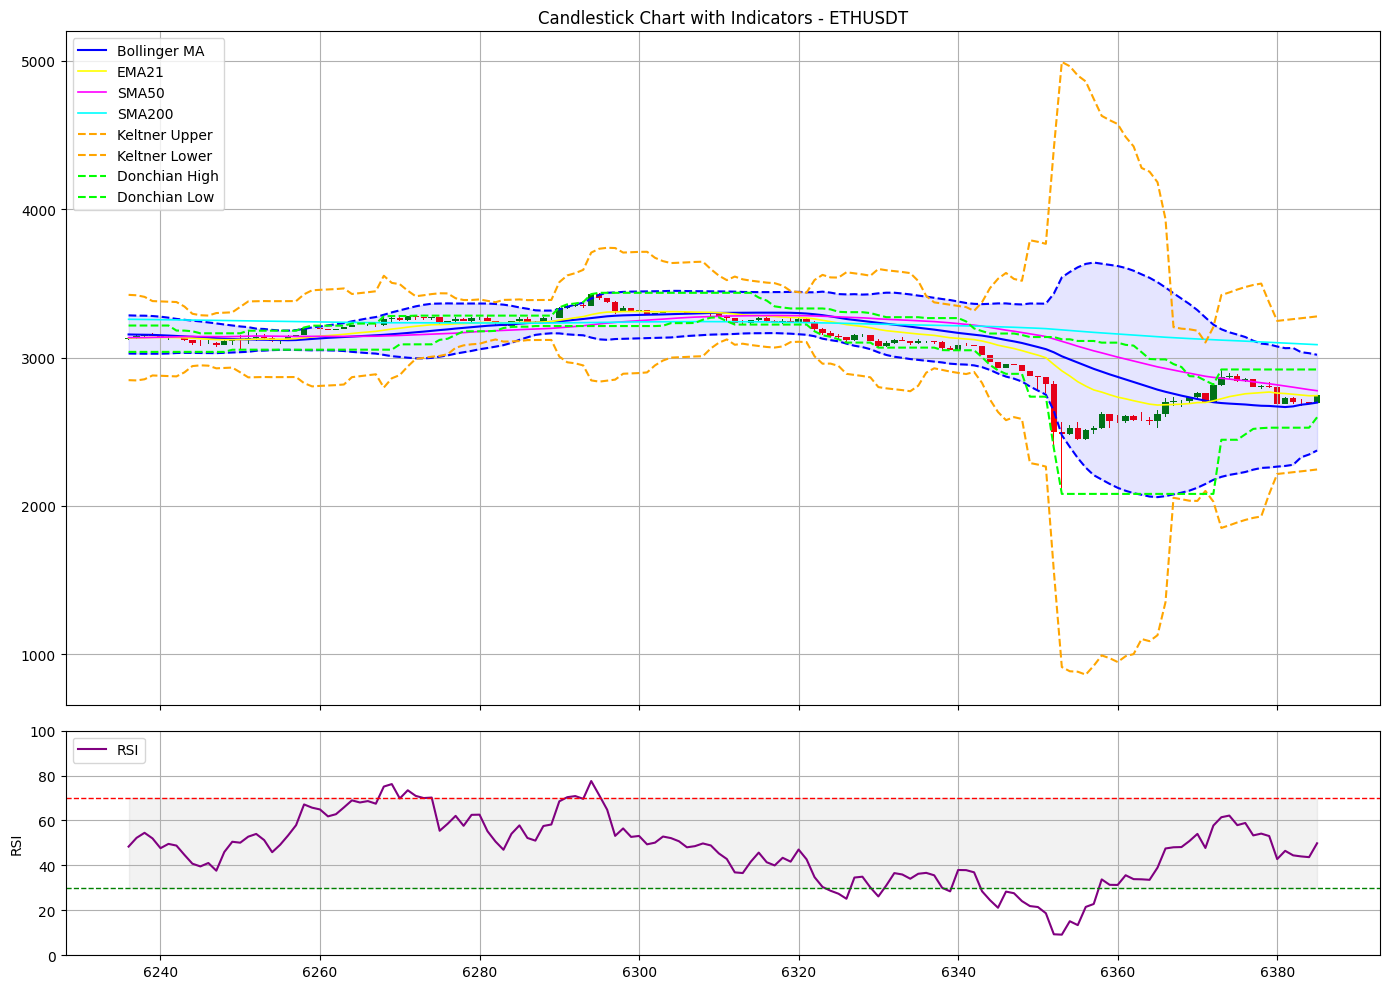 Candlestick Chart with Indicators - ETHUSDT
Bollinger MA
EMA21
SMA50
SMA200
Keltner Upper
Keltner Lower
Donchian High
Donchian Low
5000
4000
3000
2000
1000
RSI
100
80
60
40
20
0
RSI
6240
6260
6280
6300
6320
6340
6360
6380